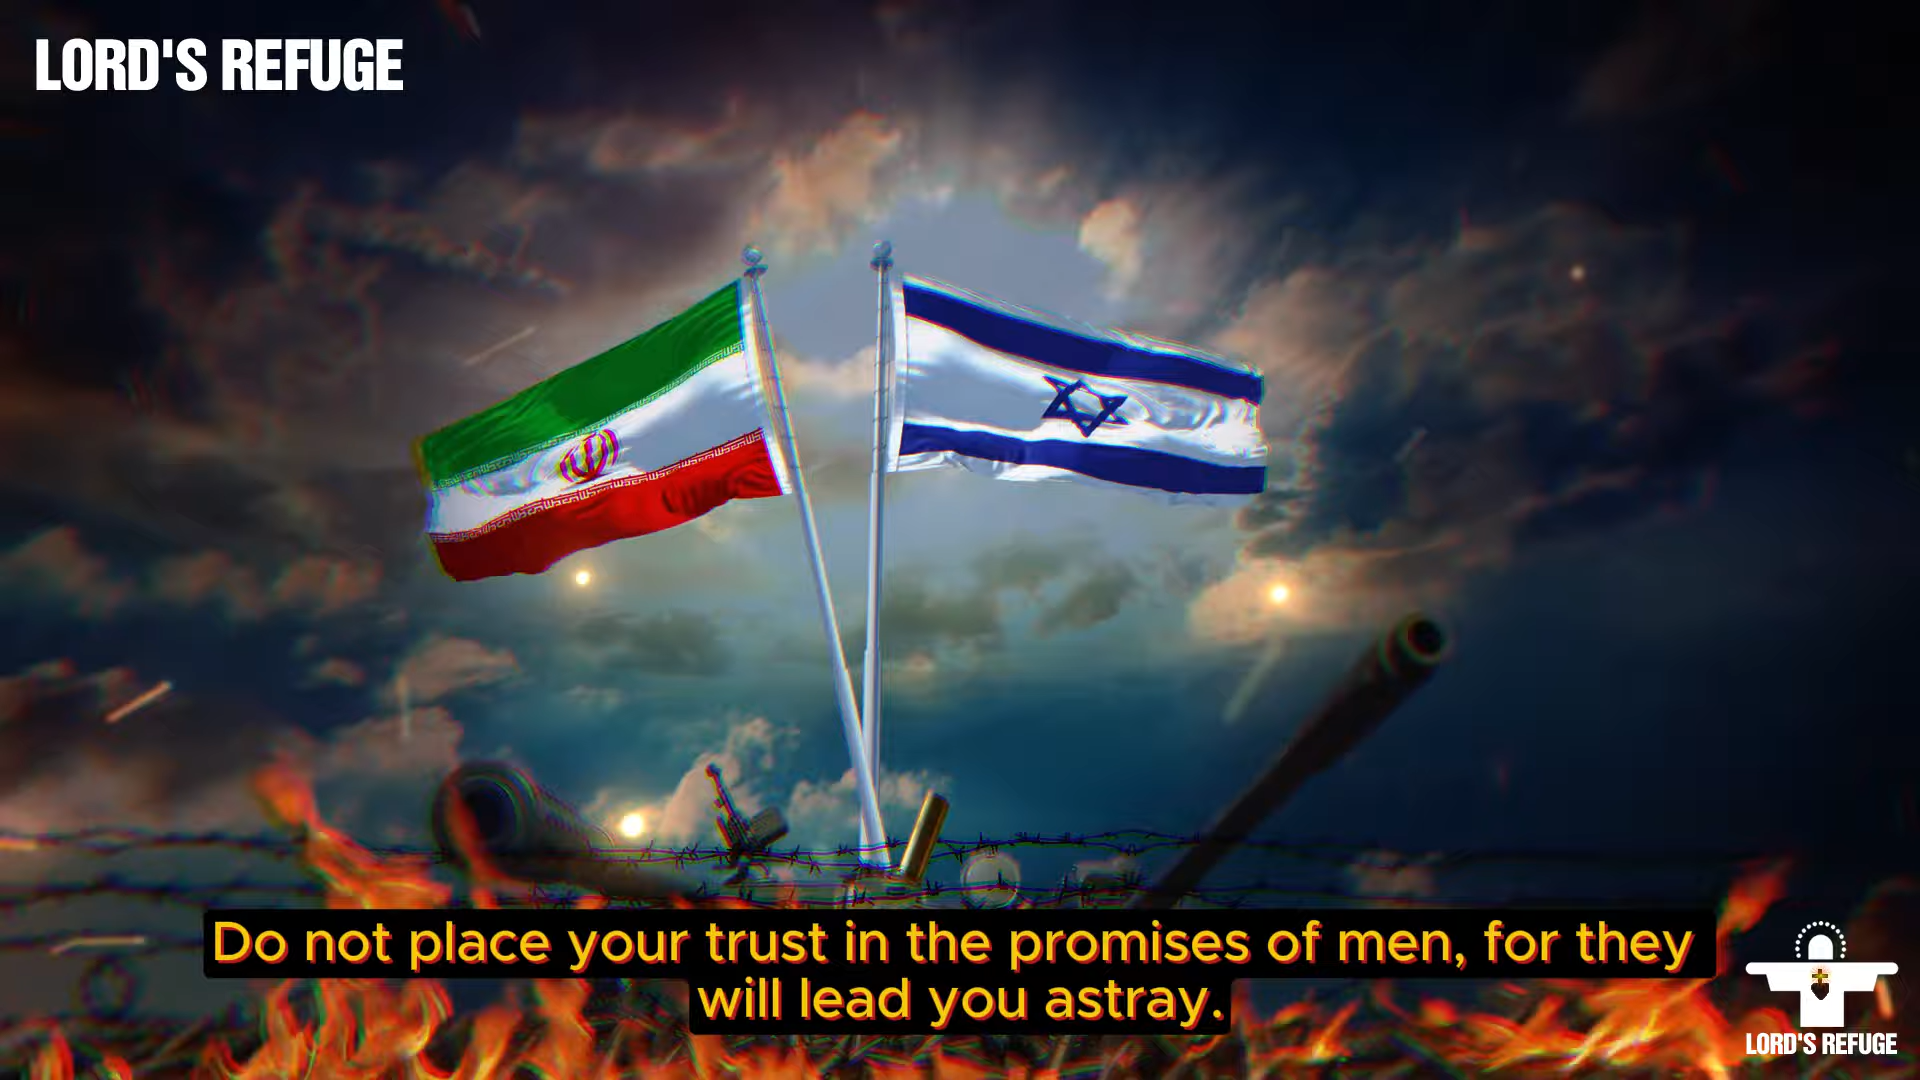 LORD'S REFUGE
Do not place your trust in the promises of men, for they
will lead you astray.
LORD'S REFUGE